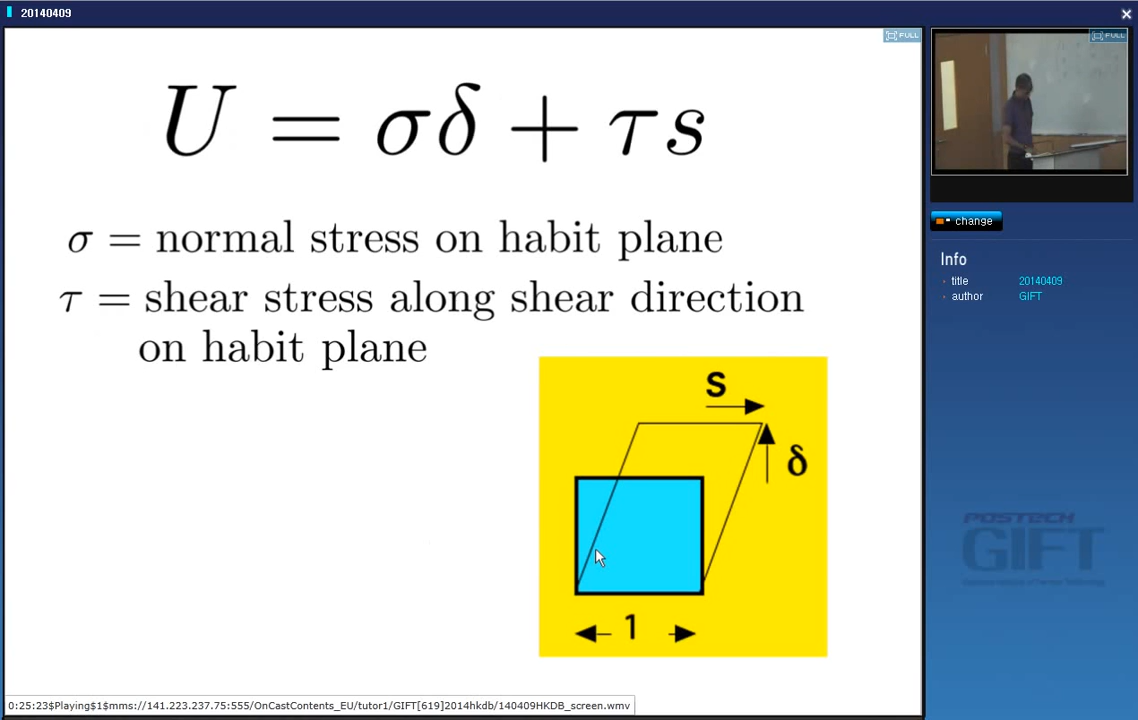 20140409
FULL
FULL
U = σδ + τs
σ = normal stress on habit plane
τ = shear stress along shear direction
on habit plane
S
δ
1
change
Info
title 20140409
author GIFT
POSTECH
GIFT
0:25:23$Playing$1$mms://141.223.237.75:555/OnCastContents_EU/tutor1/GIFT[619]2014hkdb/140409HKDB_screen.wmv